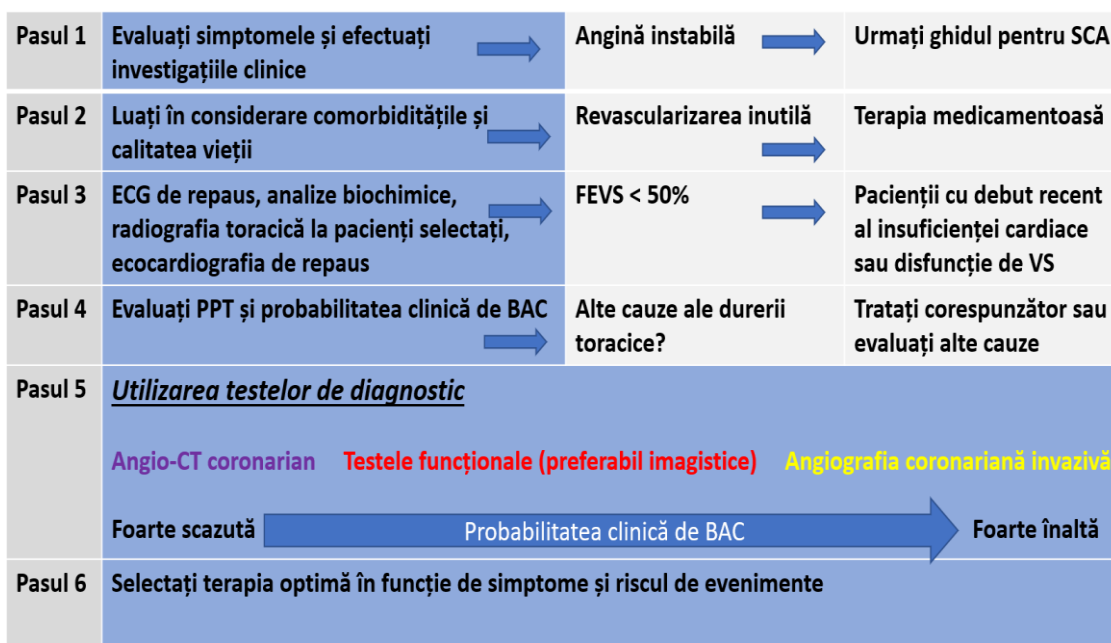 Pasul 1
Evaluați simptomele și efectuați
investigațiile clinice
Angină instabilă
Urmați ghidul pentru SCA
Pasul 2
Luați în considerare comorbiditățile și
calitatea vieții
Revascularizarea inutilă
Terapia medicamentoasă
Pasul 3
ECG de repaus, analize biochimice,
radiografia toracică la pacienți selectați,
ecocardiografia de repaus
FEVS < 50%
Pacienții cu debut recent
al insuficienței cardiace
sau disfuncție de VS
Pasul 4
Evaluați PPT și probabilitatea clinică de BAC
Alte cauze ale durerii
toracice?
Tratați corespunzător sau
evaluați alte cauze
Pasul 5
Utilizarea testelor de diagnostic
Angio-CT coronarian Testele funcționale (preferabil imagistice) Angiografia coronariană invazivă
Foarte scazută Probabilitatea clinică de BAC Foarte înaltă
Pasul 6
Selectați terapia optimă în funcție de simptome și riscul de evenimente